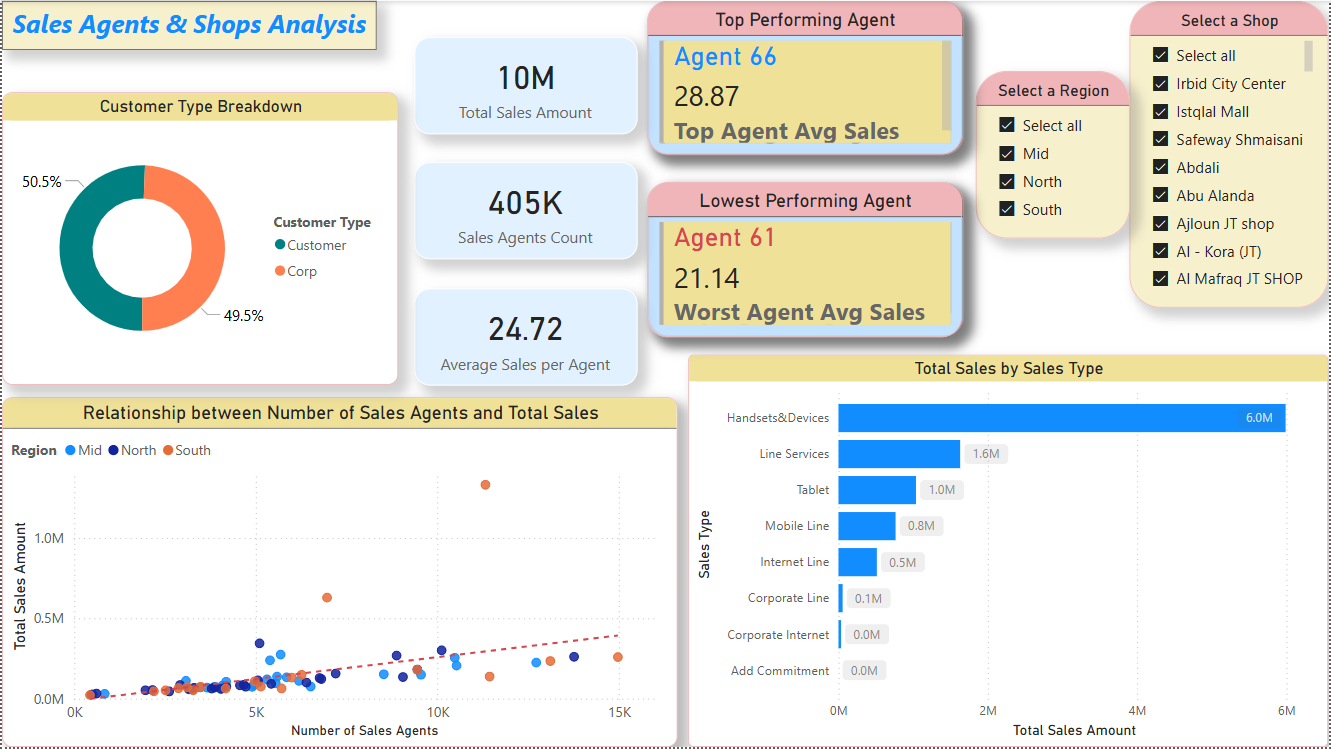 Sales Agents & Shops Analysis
Customer Type Breakdown
50.5%
49.5%
Customer Type
Customer
Corp
10M
Total Sales Amount
405K
Sales Agents Count
24.72
Average Sales per Agent
Top Performing Agent
Agent 66
28.87
Top Agent Avg Sales
Lowest Performing Agent
Agent 61
21.14
Worst Agent Avg Sales
Select a Region
Select all
Mid
North
South
Select a Shop
Select all
Irbid City Center
Istqlal Mall
Safeway Shmaisani
Abdali
Abu Alanda
Ajloun JT shop
Al - Kora (JT)
Al Mafraq JT SHOP
Relationship between Number of Sales Agents and Total Sales
Region Mid North South
Total Sales Amount
1.0M
0.5M
0.0M
0K 5K 10K 15K
Number of Sales Agents
Total Sales by Sales Type
Sales Type
Handsets&Devices 6.0M
Line Services 1.6M
Tablet 1.0M
Mobile Line 0.8M
Internet Line 0.5M
Corporate Line 0.1M
Corporate Internet 0.0M
Add Commitment 0.0M
0M 2M 4M 6M
Total Sales Amount